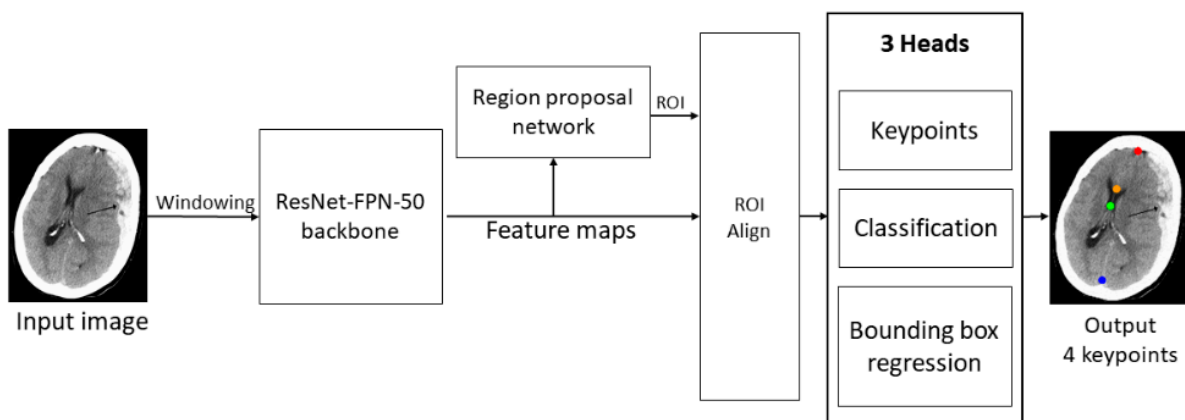 Input image
Windowing
ResNet-FPN-50
backbone
Region proposal
network
ROI
Feature maps
ROI
Align
3 Heads
Keypoints
Classification
Bounding box
regression
Output
4 keypoints